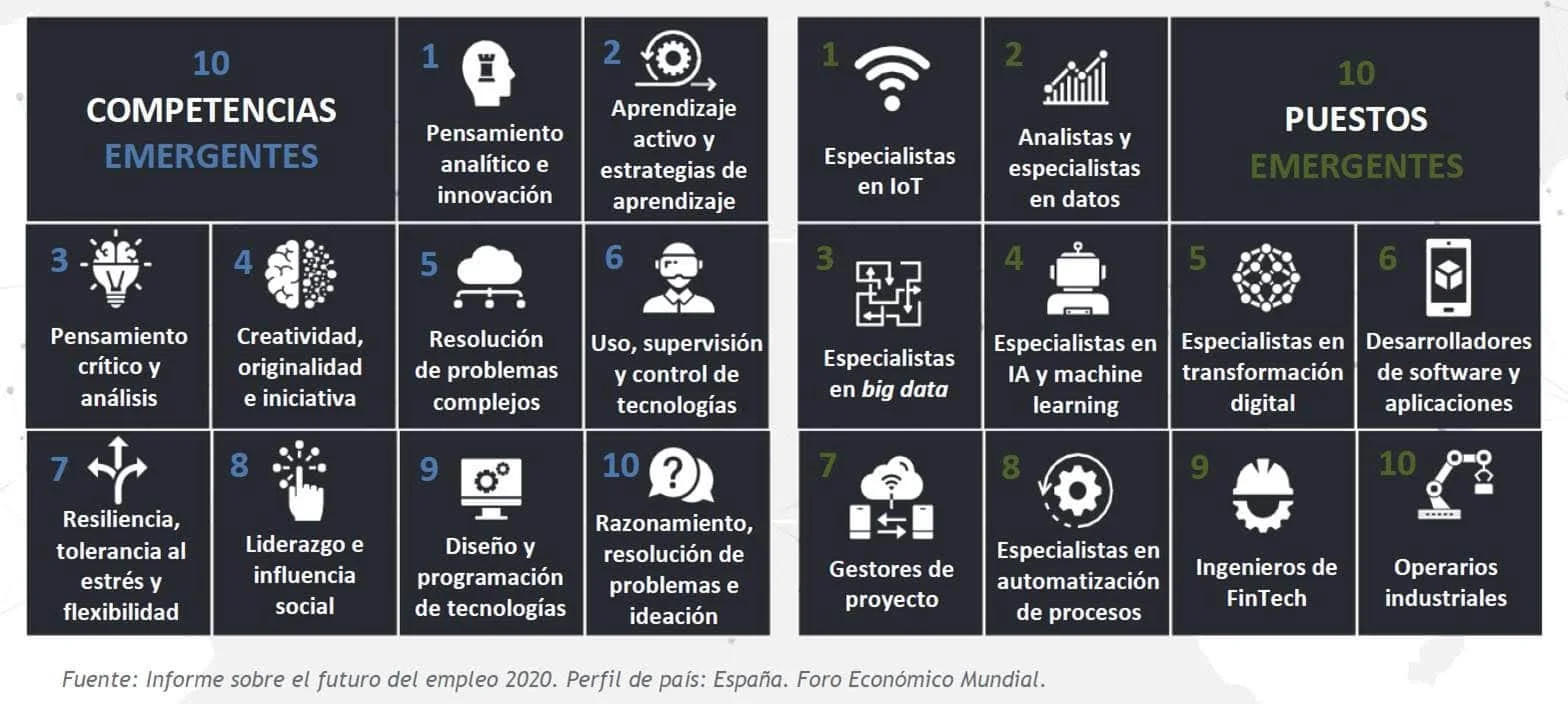 10
COMPETENCIAS
EMERGENTES
1
Pensamiento
analítico e
innovación
2
Aprendizaje
activo y
estrategias de
aprendizaje
3
Pensamiento
crítico y
análisis
4
Creatividad,
originalidad
e iniciativa
5
Resolución
de problemas
complejos
6
Uso, supervisión
y control de
tecnologías
7
Resiliencia,
tolerancia al
estrés y
flexibilidad
8
Liderazgo e
influencia
social
9
Diseño y
programación
de tecnologías
10
?
Razonamiento,
resolución de
problemas e
ideación
1
Especialistas
en IoT
2
Analistas y
especialistas
en datos
10
PUESTOS
EMERGENTES
3
Especialistas
en big data
4
Especialistas en
IA y machine
learning
5
Especialistas en
transformación
digital
6
Desarrolladores
de software y
aplicaciones
7
Gestores de
proyecto
8
Especialistas en
automatización
de procesos
9
Ingenieros de
FinTech
10
Operarios
industriales
Fuente: Informe sobre el futuro del empleo 2020. Perfil de país: España. Foro Económico Mundial.